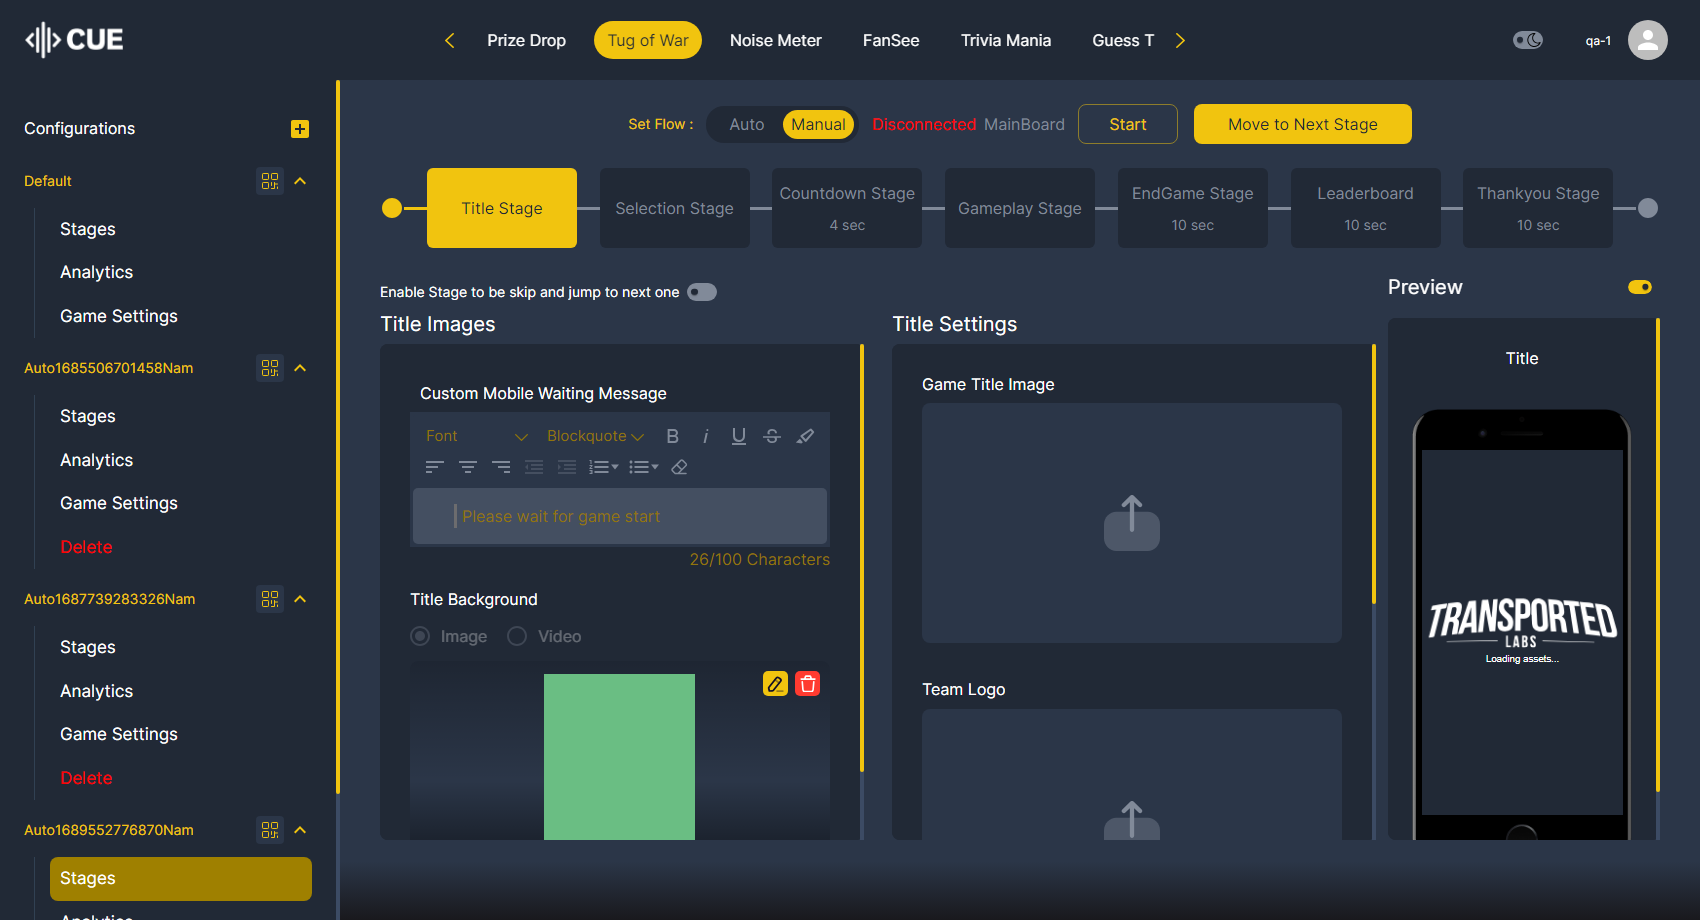 CUE
Prize Drop
Tug of War
Noise Meter
FanSee
Trivia Mania
Guess T
qa-1
Configurations
Default
Stages
Analytics
Game Settings
Auto1685506701458Nam
Stages
Analytics
Game Settings
Delete
Auto1687739283326Nam
Stages
Analytics
Game Settings
Delete
Auto1689552776870Nam
Stages
Analytics
Set Flow :
Auto
Manual
Disconnected MainBoard
Start
Move to Next Stage
Title Stage
Selection Stage
Countdown Stage
4 sec
Gameplay Stage
EndGame Stage
10 sec
Leaderboard
10 sec
Thankyou Stage
10 sec
Enable Stage to be skip and jump to next one
Title Images
Custom Mobile Waiting Message
Font
Blockquote
B i U S
Please wait for game start
26/100 Characters
Title Background
Image
Video
Title Settings
Game Title Image
Team Logo
Preview
Title
TRANSPORTED
LABS
Loading assets...